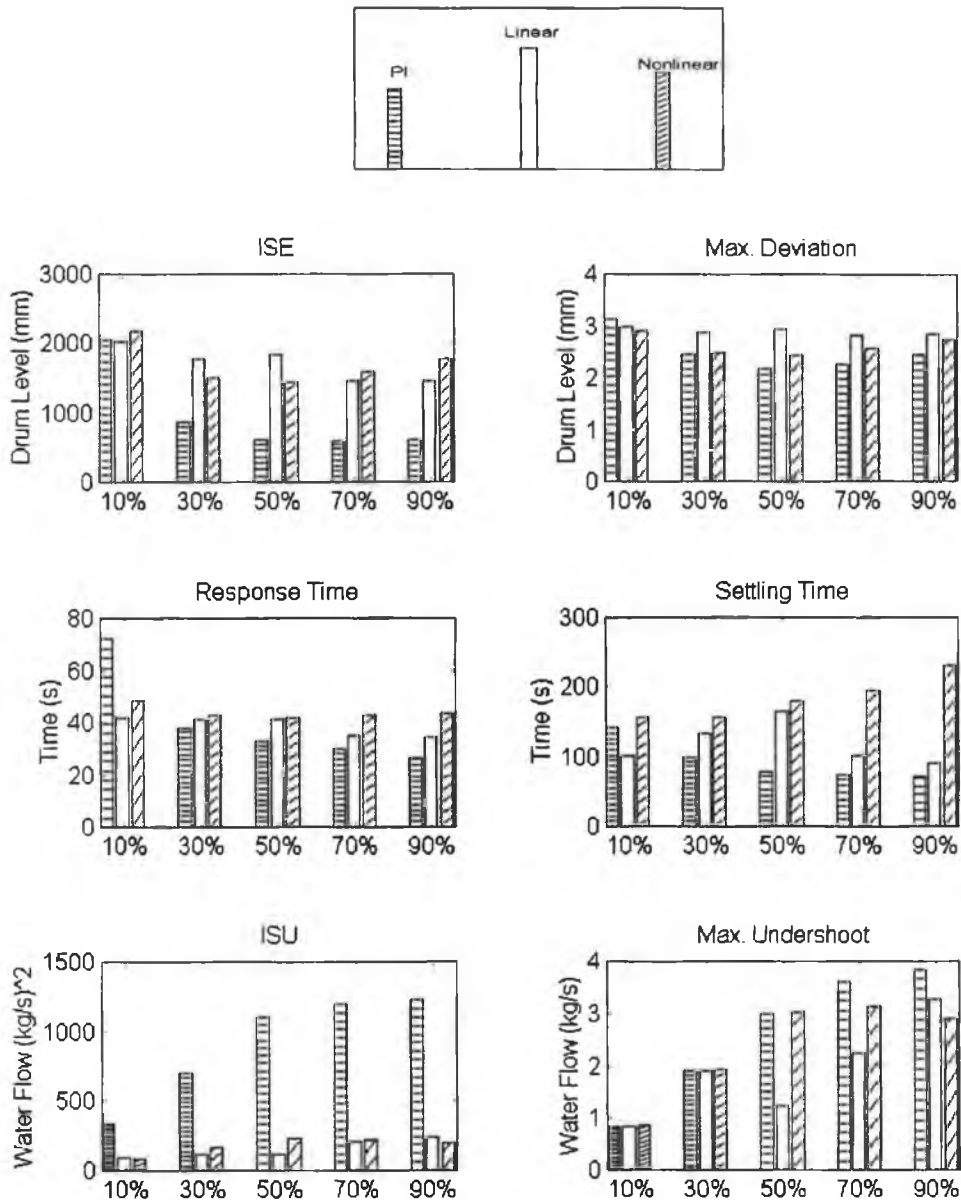 Linear
PI
Nonlinear
ISE
Drum Level (mm)
3000
2000
1000
0
10% 30% 50% 70% 90%
Max. Deviation
Drum Level (mm)
4
3
2
1
0
10% 30% 50% 70% 90%
Response Time
Time (s)
80
60
40
20
0
10% 30% 50% 70% 90%
Settling Time
Time (s)
300
200
100
0
10% 30% 50% 70% 90%
ISU
Water Flow (kg/s)^2
1500
1000
500
0
10% 30% 50% 70% 90%
Max. Undershoot
Water Flow (kg/s)
4
3
2
1
0
10% 30% 50% 70% 90%